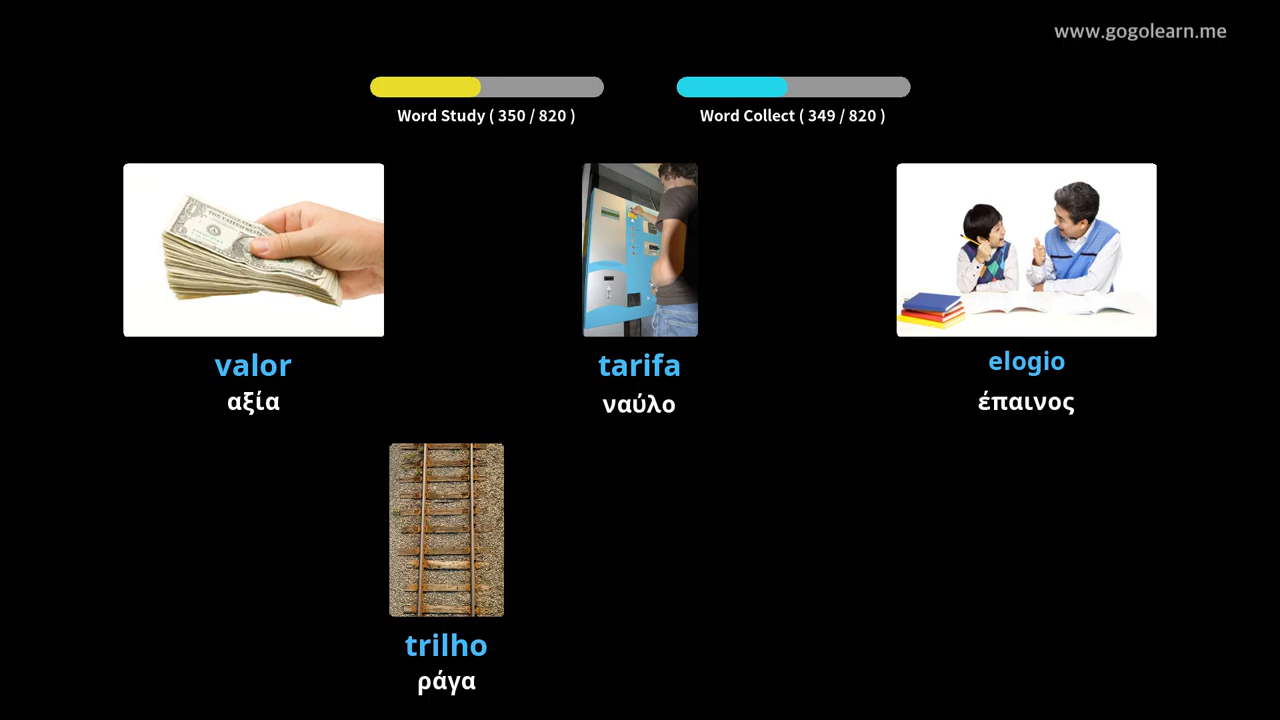 www.gogolearn.me
Word Study ( 350 / 820 )
Word Collect ( 349 / 820 )
valor
αξία
tarifa
ναύλο
elogio
έπαινος
trilho
ράγα